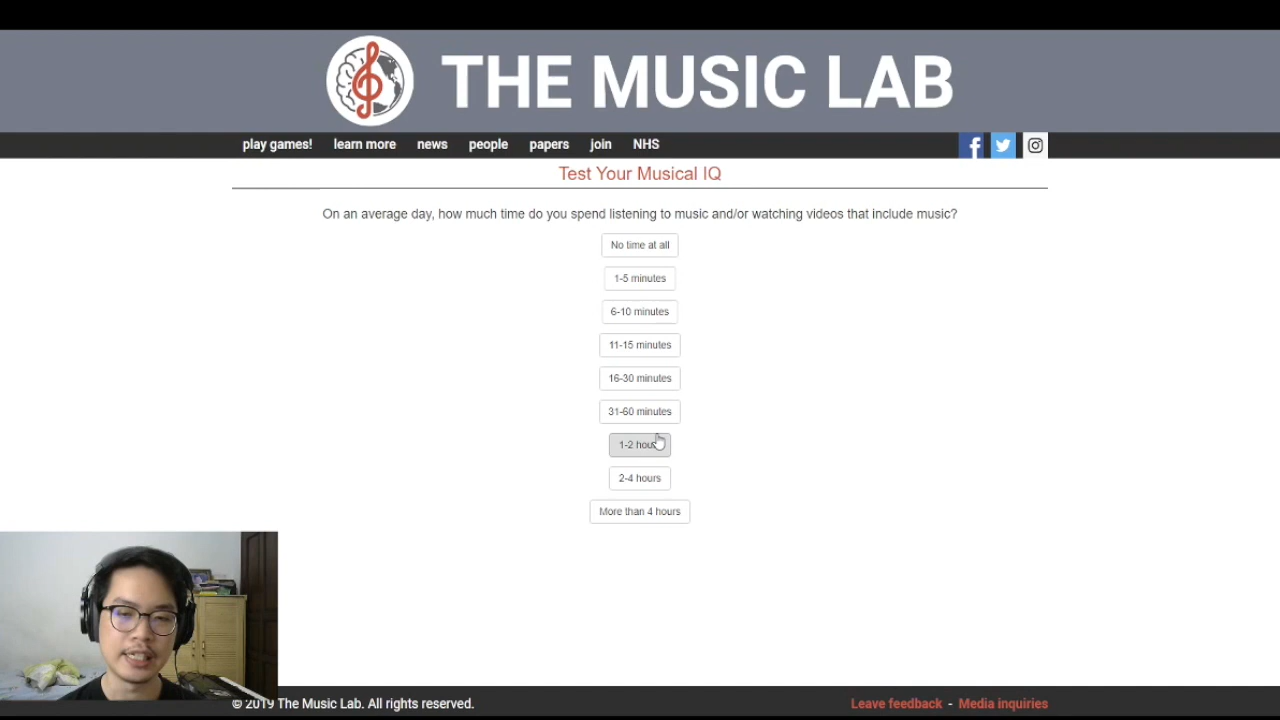 THE MUSIC LAB
play games! learn more news people papers join NHS
Test Your Musical IQ
On an average day, how much time do you spend listening to music and/or watching videos that include music?
No time at all
1-5 minutes
6-10 minutes
11-15 minutes
16-30 minutes
31-60 minutes
1-2 hours
2-4 hours
More than 4 hours
© 2019 The Music Lab. All rights reserved. Leave feedback - Media inquiries